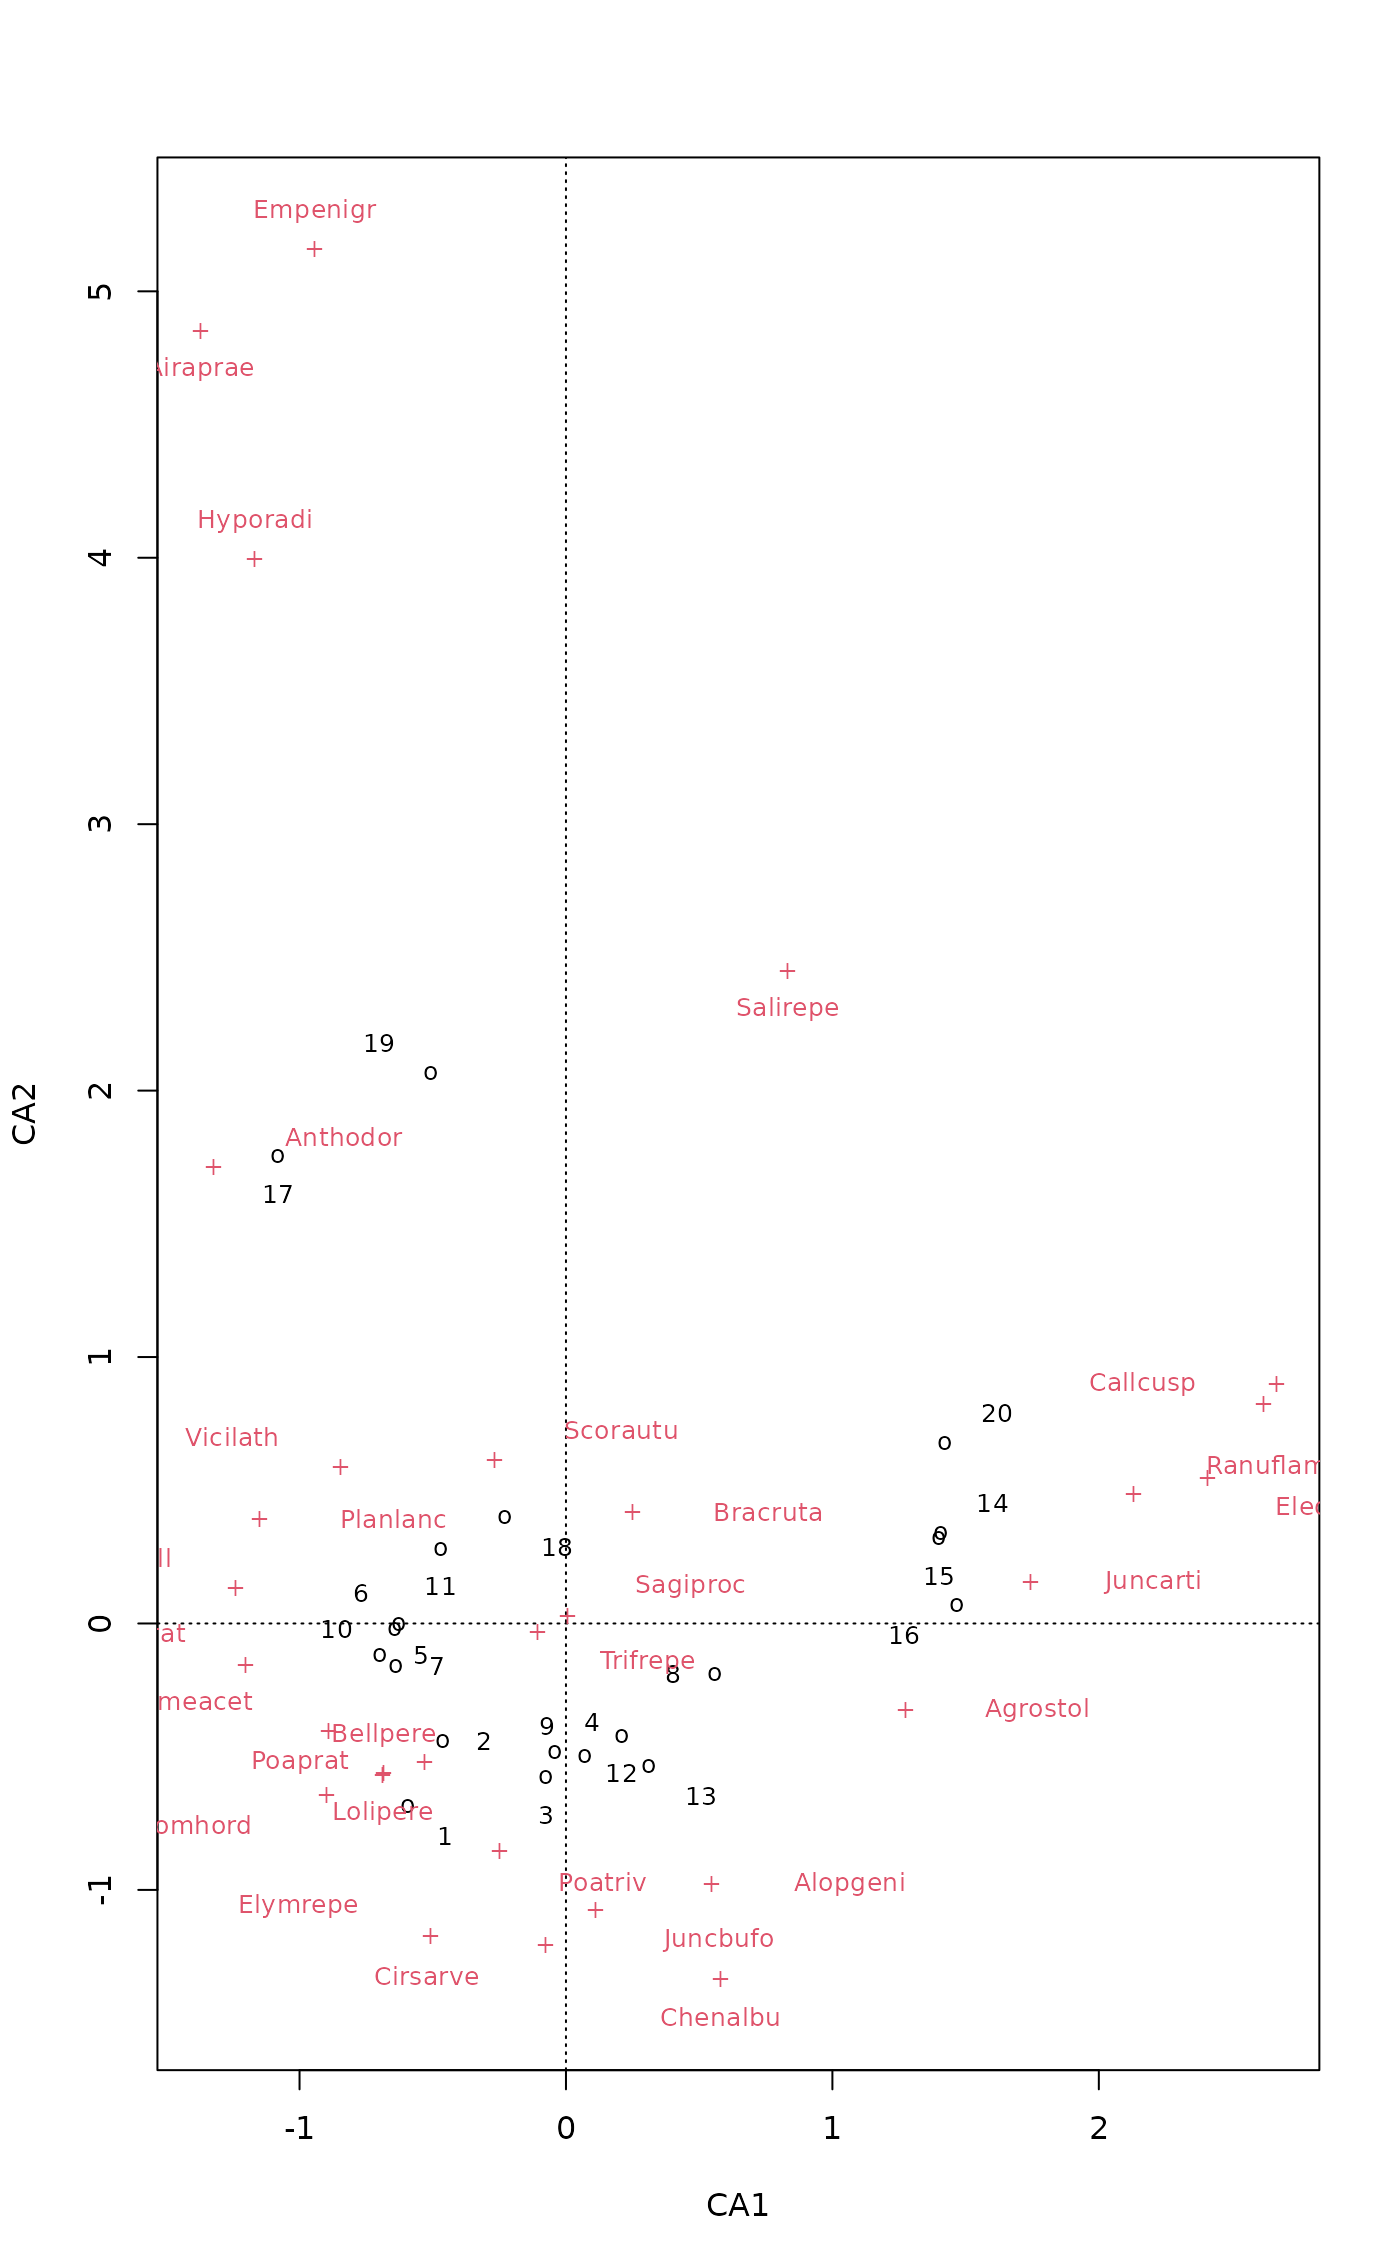 Empenigr
5
iraprae
Hyporadi
4
3
Salirepe
19
2
CA2
Anthodor
17
1
Callcusp
20
Scorautu
Vicilath
Ranuflam
14
Elec
Planlanc
Bracruta
18
ll
15
Juncarti
Sagiproc
11
6
0
10
at
16
5
7
Trifrepe
8
meacet
Agrostol
4
9
Bellpere
2
Poaprat
12
13
Lolipere
3
omhord
1
-1
Poatriv
Alopgeni
Elymrepe
Juncbufo
Cirsarve
Chenalbu
-1
0
1
2
CA1